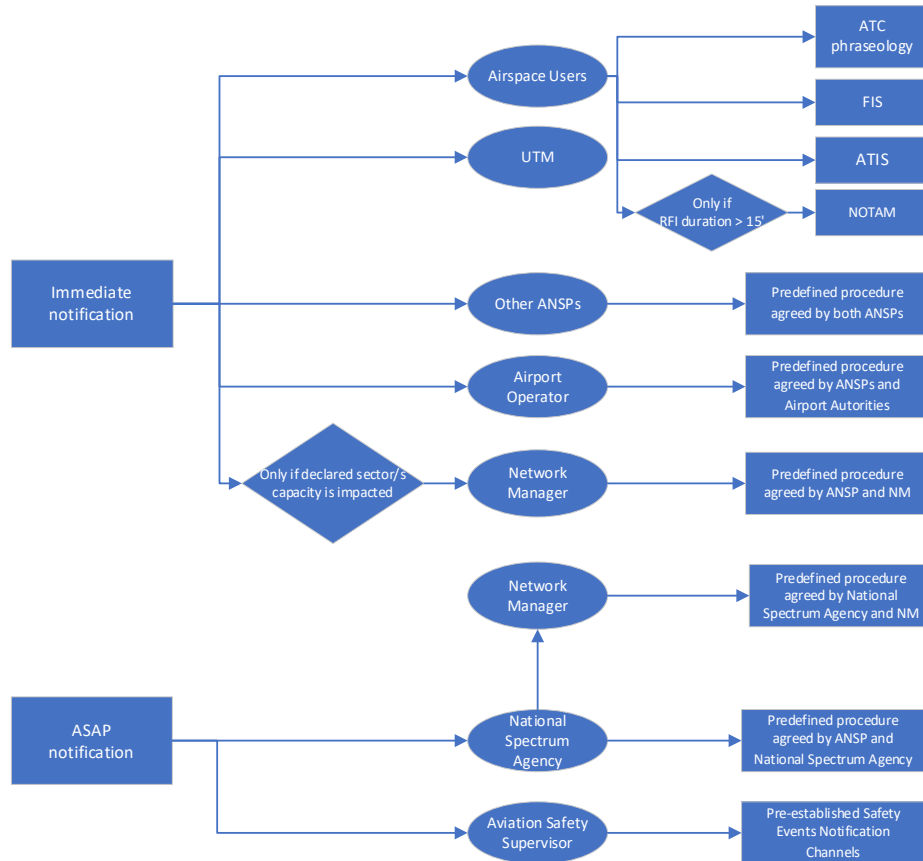 ATC
phraseology
Airspace Users
FIS
UTM
ATIS
Only if
RFI duration > 15'
NOTAM
Immediate
notification
Other ANSPs
Predefined procedure
agreed by both ANSPs
Airport
Operator
Predefined procedure
agreed by ANSPs and
Airport Autorities
Only if declared sector/s
capacity is impacted
Network
Manager
Predefined procedure
agreed by ANSP and NM
Network
Manager
Predefined procedure
agreed by National
Spectrum Agency and NM
ASAP
notification
National
Spectrum
Agency
Predefined procedure
agreed by ANSP and
National Spectrum Agency
Aviation Safety
Supervisor
Pre-established Safety
Events Notification
Channels